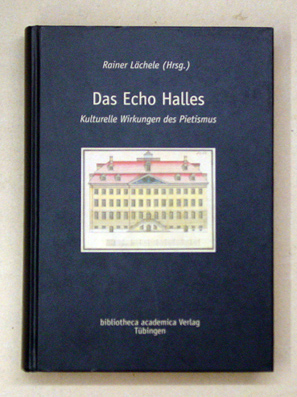 Rainer Lächele (Hrsg.)
Das Echo Halles
Kulturelle Wirkungen des Pietismus
bibliotheca academica Verlag
Tübingen